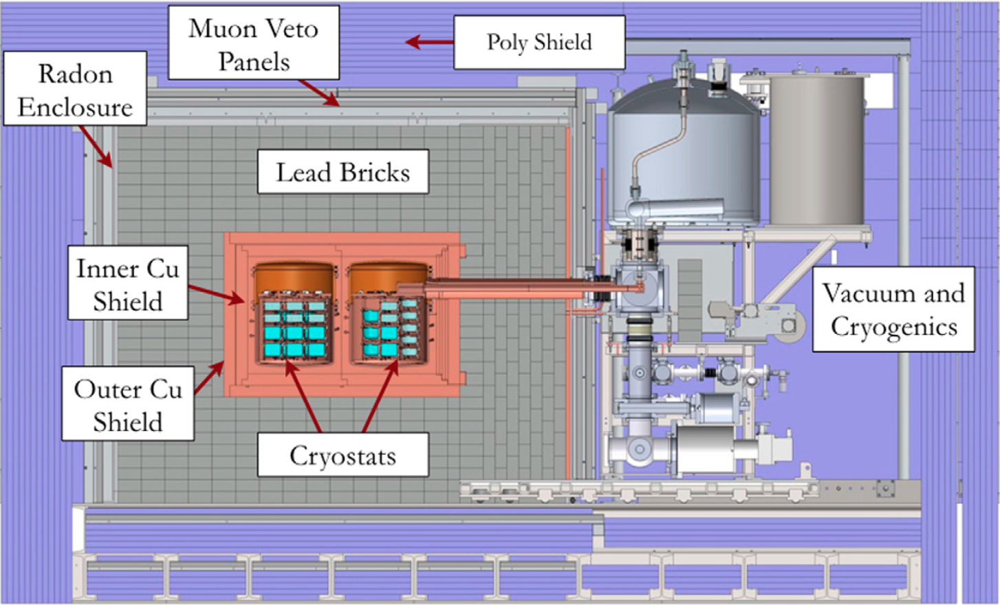 Muon Veto
Panels
Poly Shield
Radon
Enclosure
Lead Bricks
Inner Cu
Shield
Vacuum and
Cryogenics
Outer Cu
Shield
Cryostats